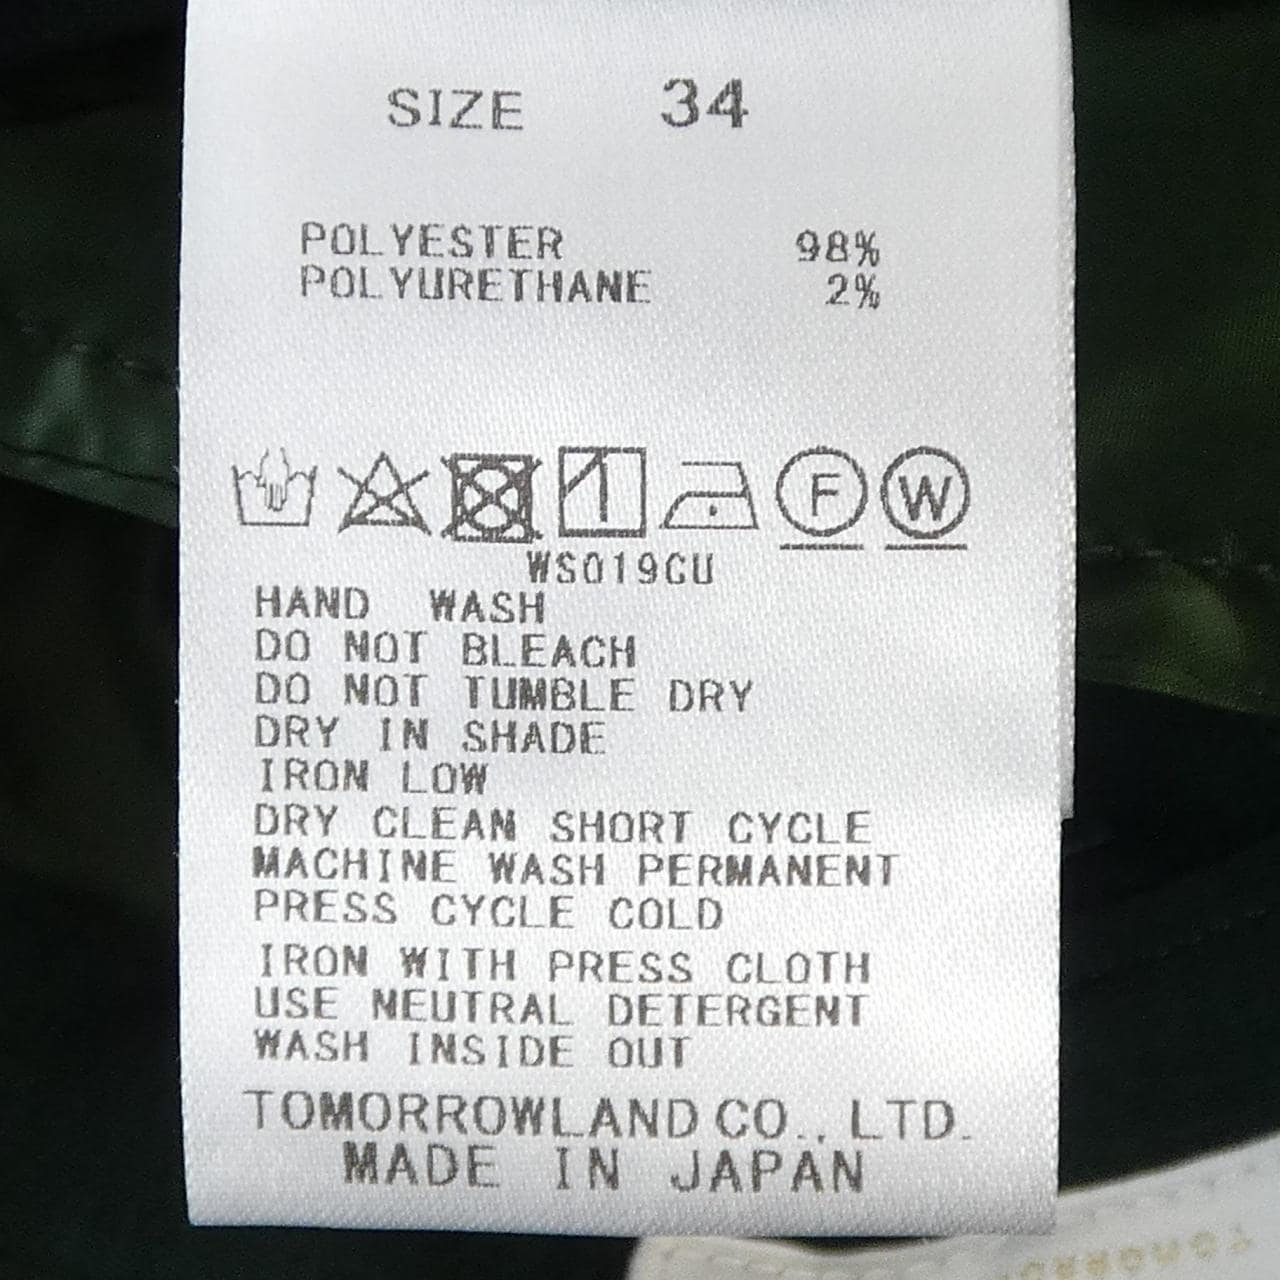 SIZE 34
POLYESTER 98%
POLYURETHANE 2%
F W
WS019CU
HAND WASH
DO NOT BLEACH
DO NOT TUMBLE DRY
DRY IN SHADE
IRON LOW
DRY CLEAN SHORT CYCLE
MACHINE WASH PERMANENT
PRESS CYCLE COLD
IRON WITH PRESS CLOTH
USE NEUTRAL DETERGENT
WASH INSIDE OUT
TOMORROWLAND CO., LTD.
MADE IN JAPAN